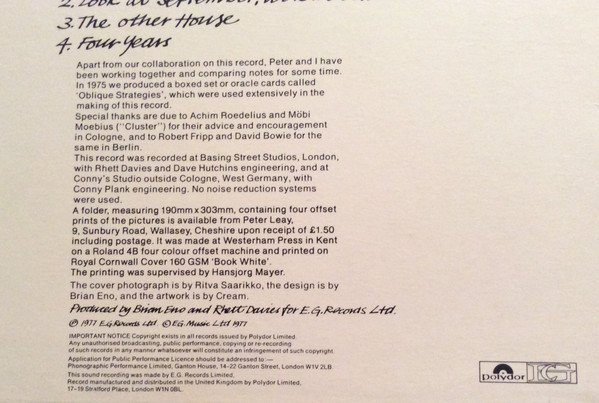 2. Look at September,
3. The other House
4. Four Years
Apart from our collaboration on this record, Peter and I have
been working together and comparing notes for some time.
In 1975 we produced a boxed set or oracle cards called
'Oblique Strategies', which were used extensively in the
making of this record.
Special thanks are due to Achim Roedelius and Möbi
Moebius ("Cluster") for their advice and encouragement
in Cologne, and to Robert Fripp and David Bowie for the
same in Berlin.
This record was recorded at Basing Street Studios, London,
with Rhett Davies and Dave Hutchins engineering, and at
Conny's Studio outside Cologne, West Germany, with
Conny Plank engineering. No noise reduction systems
were used.
A folder, measuring 190mm x 303mm, containing four offset
prints of the pictures is available from Peter Leay,
9, Sunbury Road, Wallasey, Cheshire upon receipt of £1.50
including postage. It was made at Westerham Press in Kent
on a Roland 4B four colour offset machine and printed on
Royal Cornwall Cover 160 GSM 'Book White'.
The printing was supervised by Hansjorg Mayer.
The cover photograph is by Ritva Saarikko, the design is by
Brian Eno, and the artwork is by Cream.
Produced by Brian Eno and Rhett Davies for E.G. Records Ltd.
℗ 1977 E.G. Records Ltd © E.G. Music Ltd 1977
IMPORTANT NOTICE Copyright exists in all records issued by Polydor Limited.
Any unauthorised broadcasting, public performance, copying or re-recording
of such records in any manner whatsoever will constitute an infringement of such copyright.
Application for Public Performance Licence should be addressed to:—
Phonographic Performance Limited, Ganton House, 14-22 Ganton Street, London W1V 2LB
This sound recording was made by E.G. Records Limited.
Record manufactured and distributed in the United Kingdom by Polydor Limited,
17-19 Stratford Place, London W1N 0BL.
Polydor EG